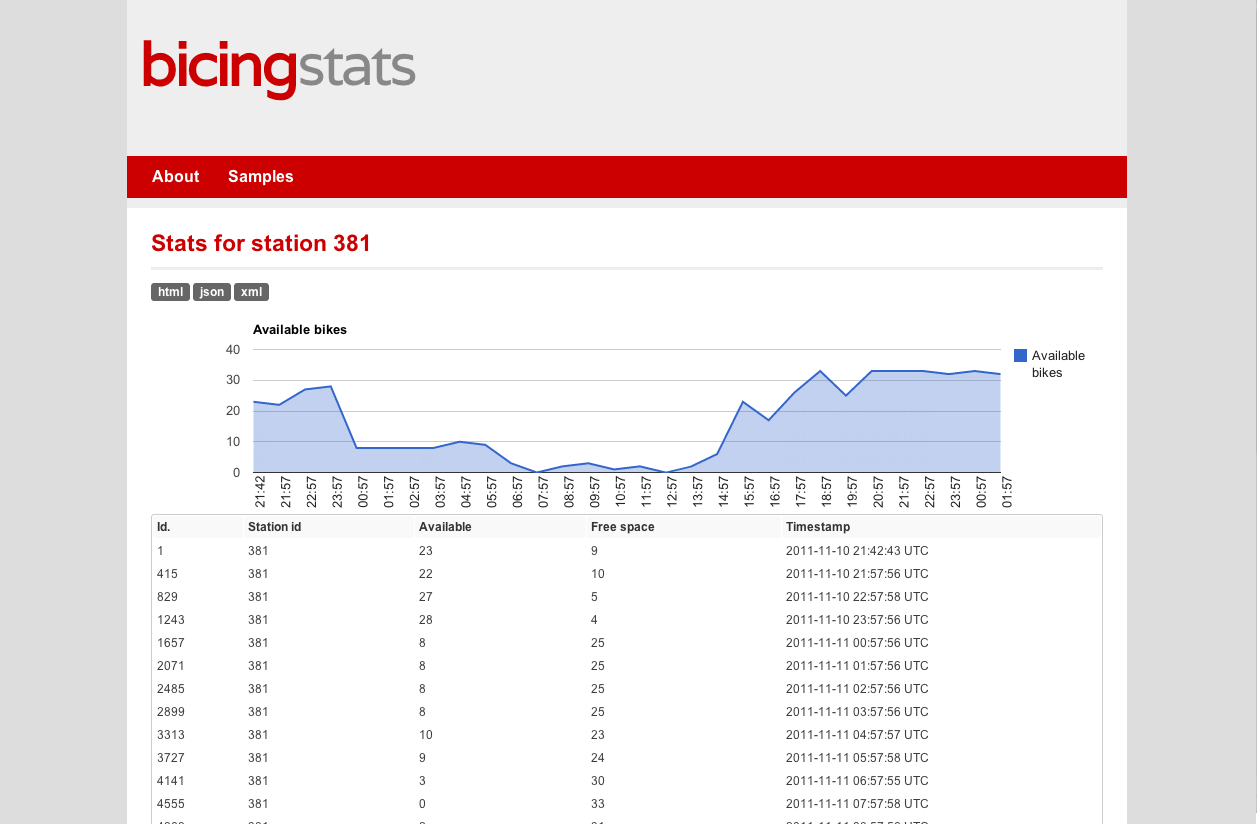 bicingstats
About Samples
Stats for station 381
html json xml
Available bikes
40
30
20
10
0
Available
bikes
21:42 21:57 22:57 23:57 00:57 01:57 02:57 03:57 04:57 05:57 06:57 07:57 08:57 09:57 10:57 11:57 12:57 13:57 14:57 15:57 16:57 17:57 18:57 19:57 20:57 21:57 22:57 23:57 00:57 01:57
Id. Station id Available Free space Timestamp
1 381 23 9 2011-11-10 21:42:43 UTC
415 381 22 10 2011-11-10 21:57:56 UTC
829 381 27 5 2011-11-10 22:57:58 UTC
1243 381 28 4 2011-11-10 23:57:56 UTC
1657 381 8 25 2011-11-11 00:57:56 UTC
2071 381 8 25 2011-11-11 01:57:56 UTC
2485 381 8 25 2011-11-11 02:57:56 UTC
2899 381 8 25 2011-11-11 03:57:56 UTC
3313 381 10 23 2011-11-11 04:57:57 UTC
3727 381 9 24 2011-11-11 05:57:58 UTC
4141 381 3 30 2011-11-11 06:57:55 UTC
4555 381 0 33 2011-11-11 07:57:58 UTC